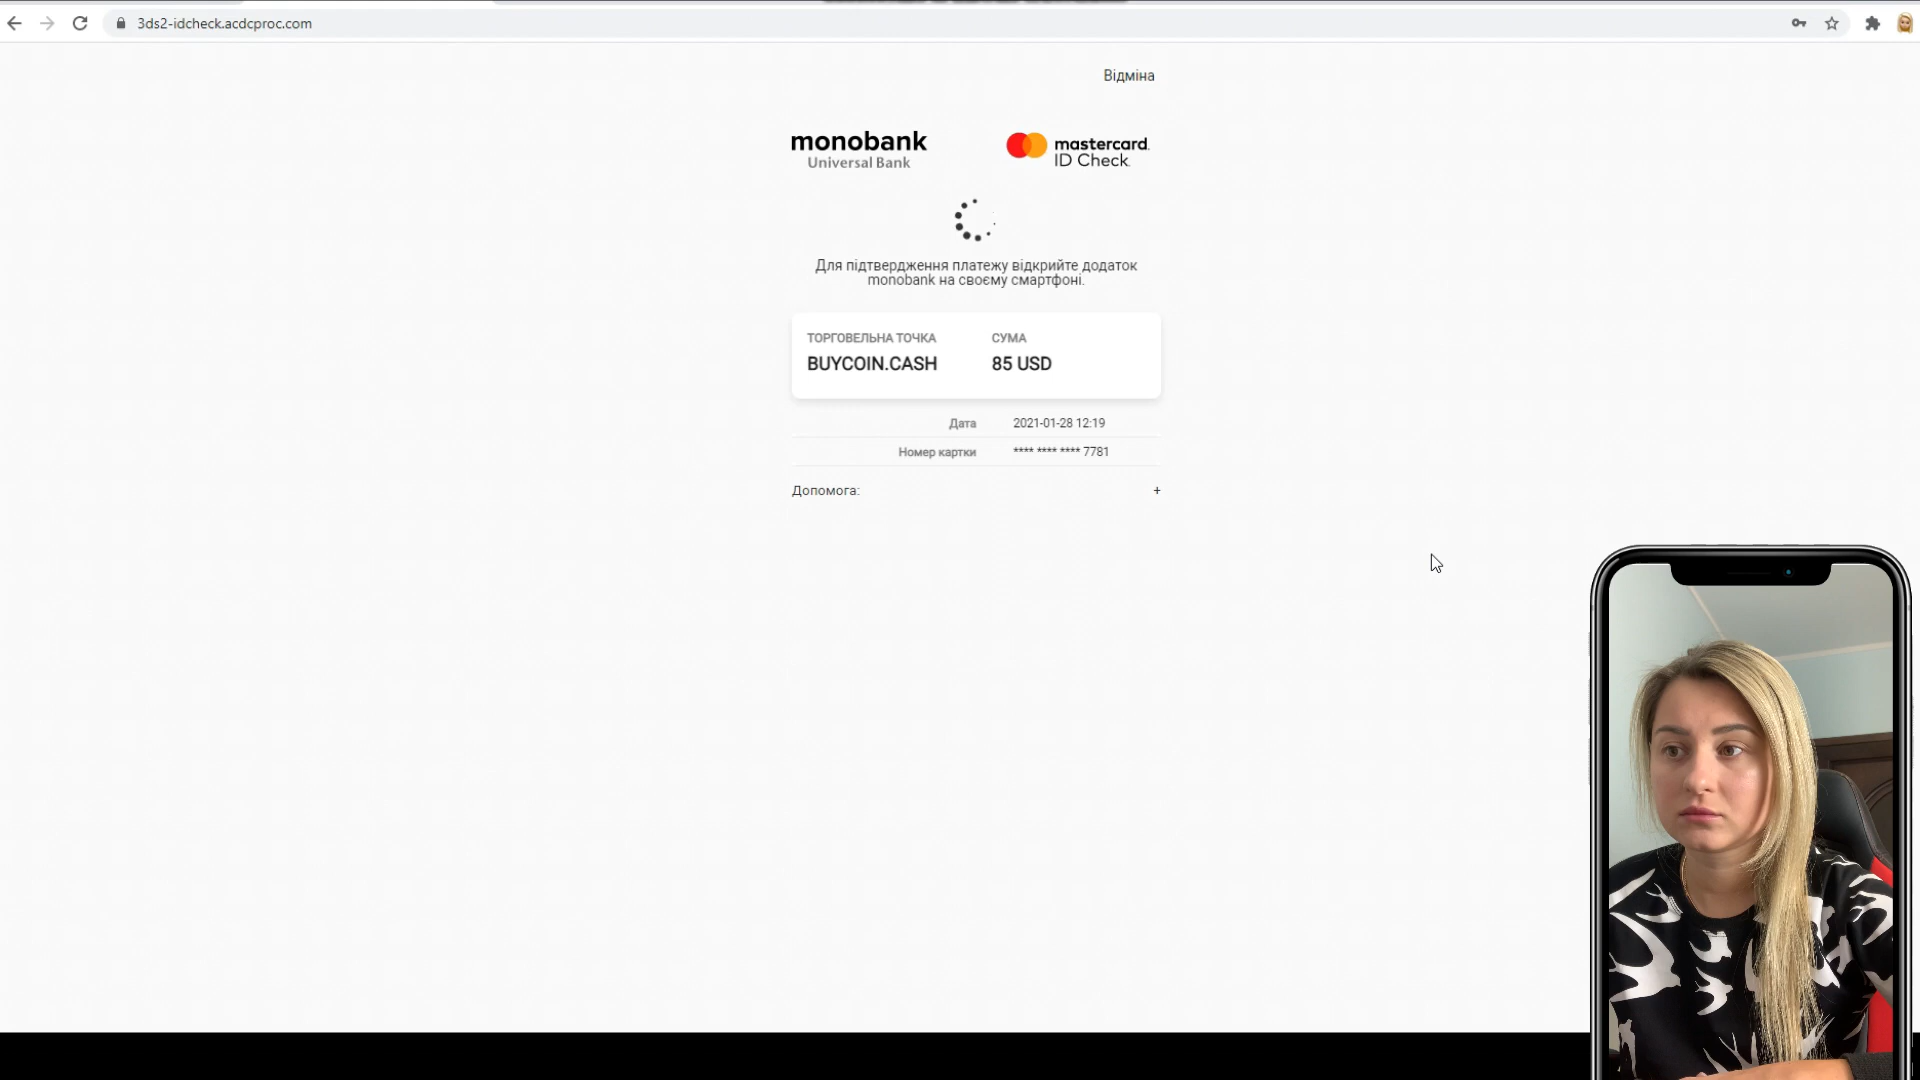 3ds2-idcheck.acdcproc.com
Відміна
monobank
Universal Bank
mastercard.
ID Check.
Для підтвердження платежу відкрийте додаток
monobank на своєму смартфоні.
ТОРГОВЕЛЬНА ТОЧКА СУМА
BUYCOIN.CASH 85 USD
Дата 2021-01-28 12:19
Номер картки **** **** **** 7781
Допомога: +